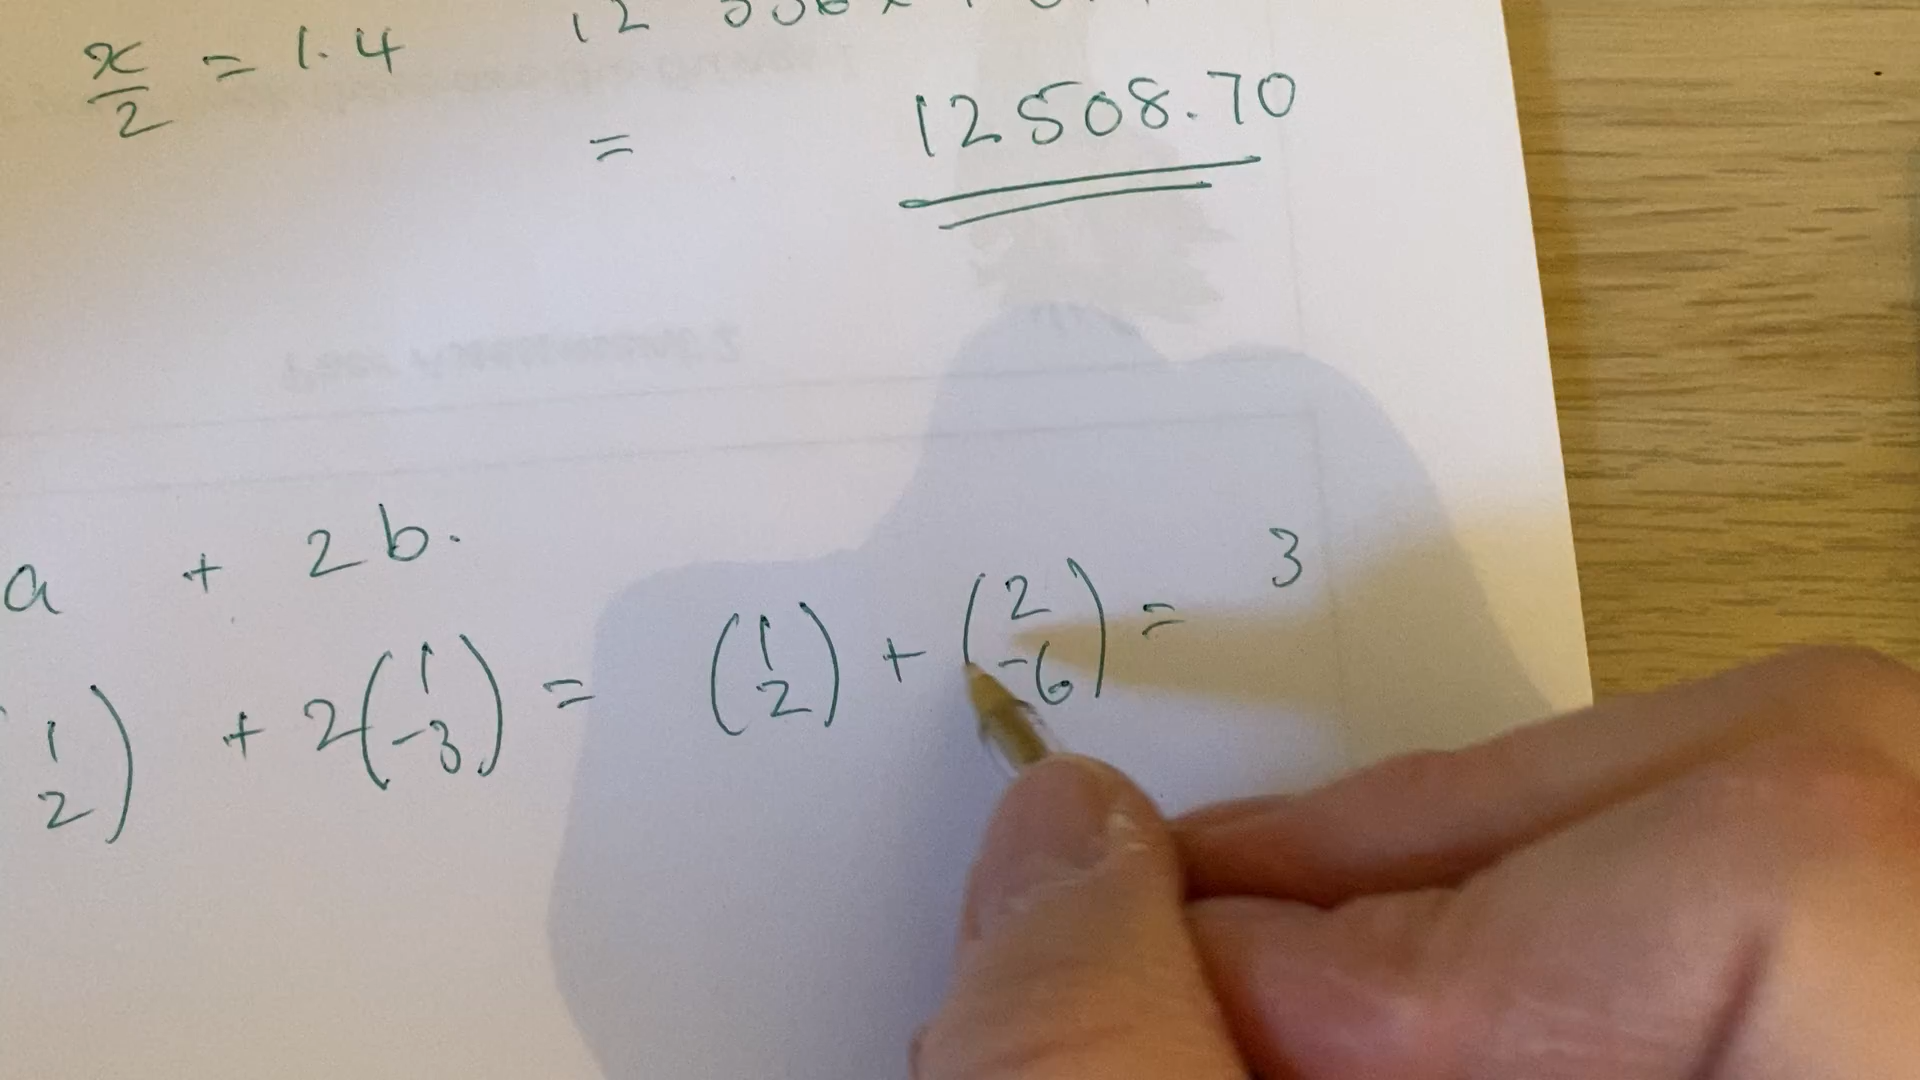 x/2 = 1.4
= 12508.70
a + 2b.
(1 2) + 2(1 -3) = (1 2) + (2 -6) = 3